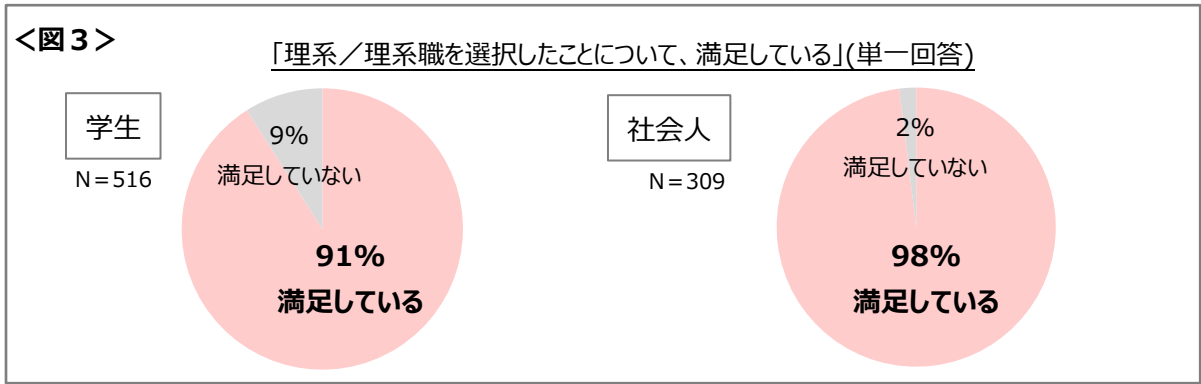 ＜図３＞
「理系／理系職を選択したことについて、満足している」(単一回答)
学生
N＝516
9%
満足していない
91%
満足している
社会人
N＝309
2%
満足していない
98%
満足している